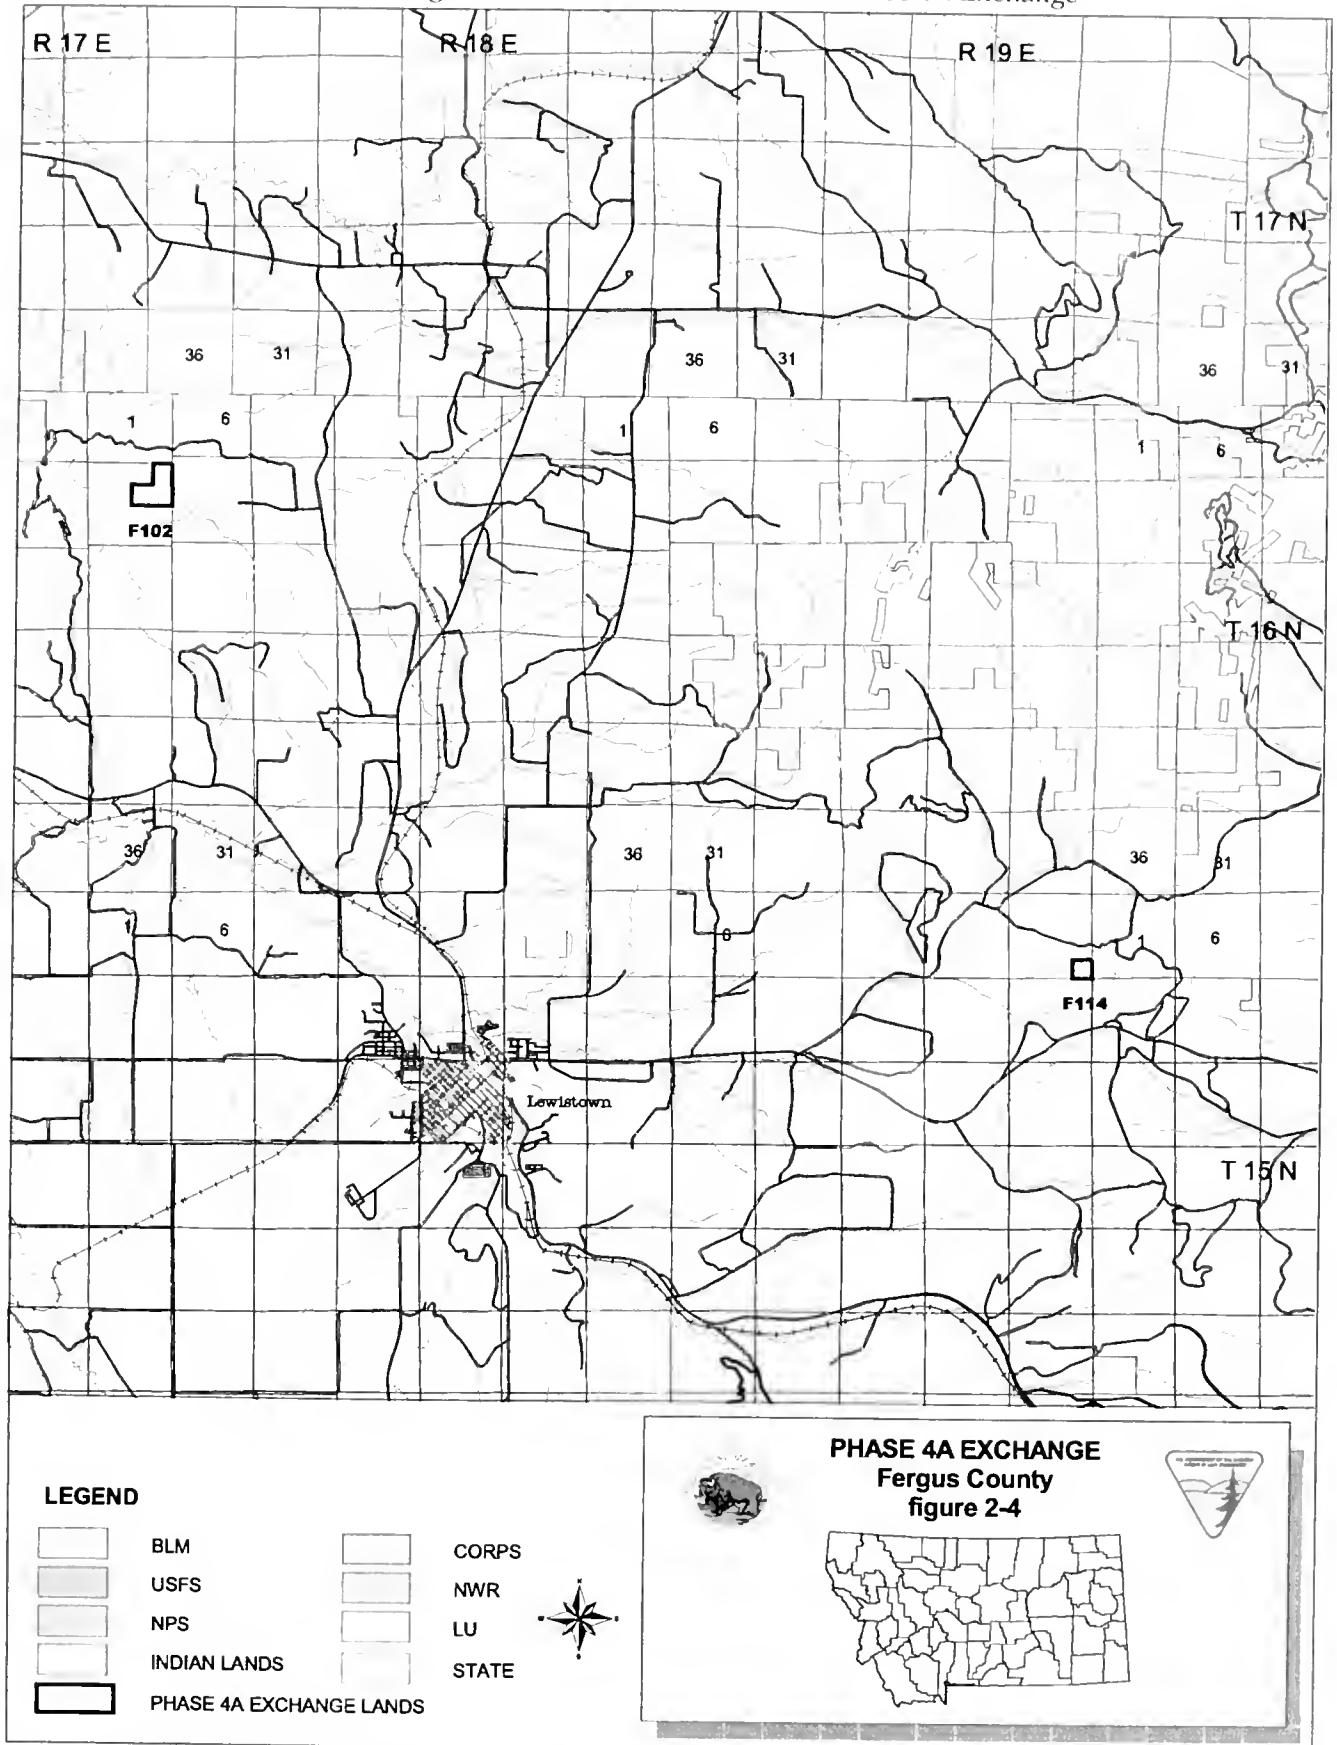 Exchange
R 17 E
R 18 E
R 19 E
T 17 N
36
31
36
31
36
31
1
6
1
6
1
6
F102
T 16 N
36
31
36
31
36
31
1
6
6
1
6
F114
Lewistown
T 15 N
LEGEND
BLM
USFS
NPS
INDIAN LANDS
PHASE 4A EXCHANGE LANDS
CORPS
NWR
LU
STATE
PHASE 4A EXCHANGE
Fergus County
figure 2-4